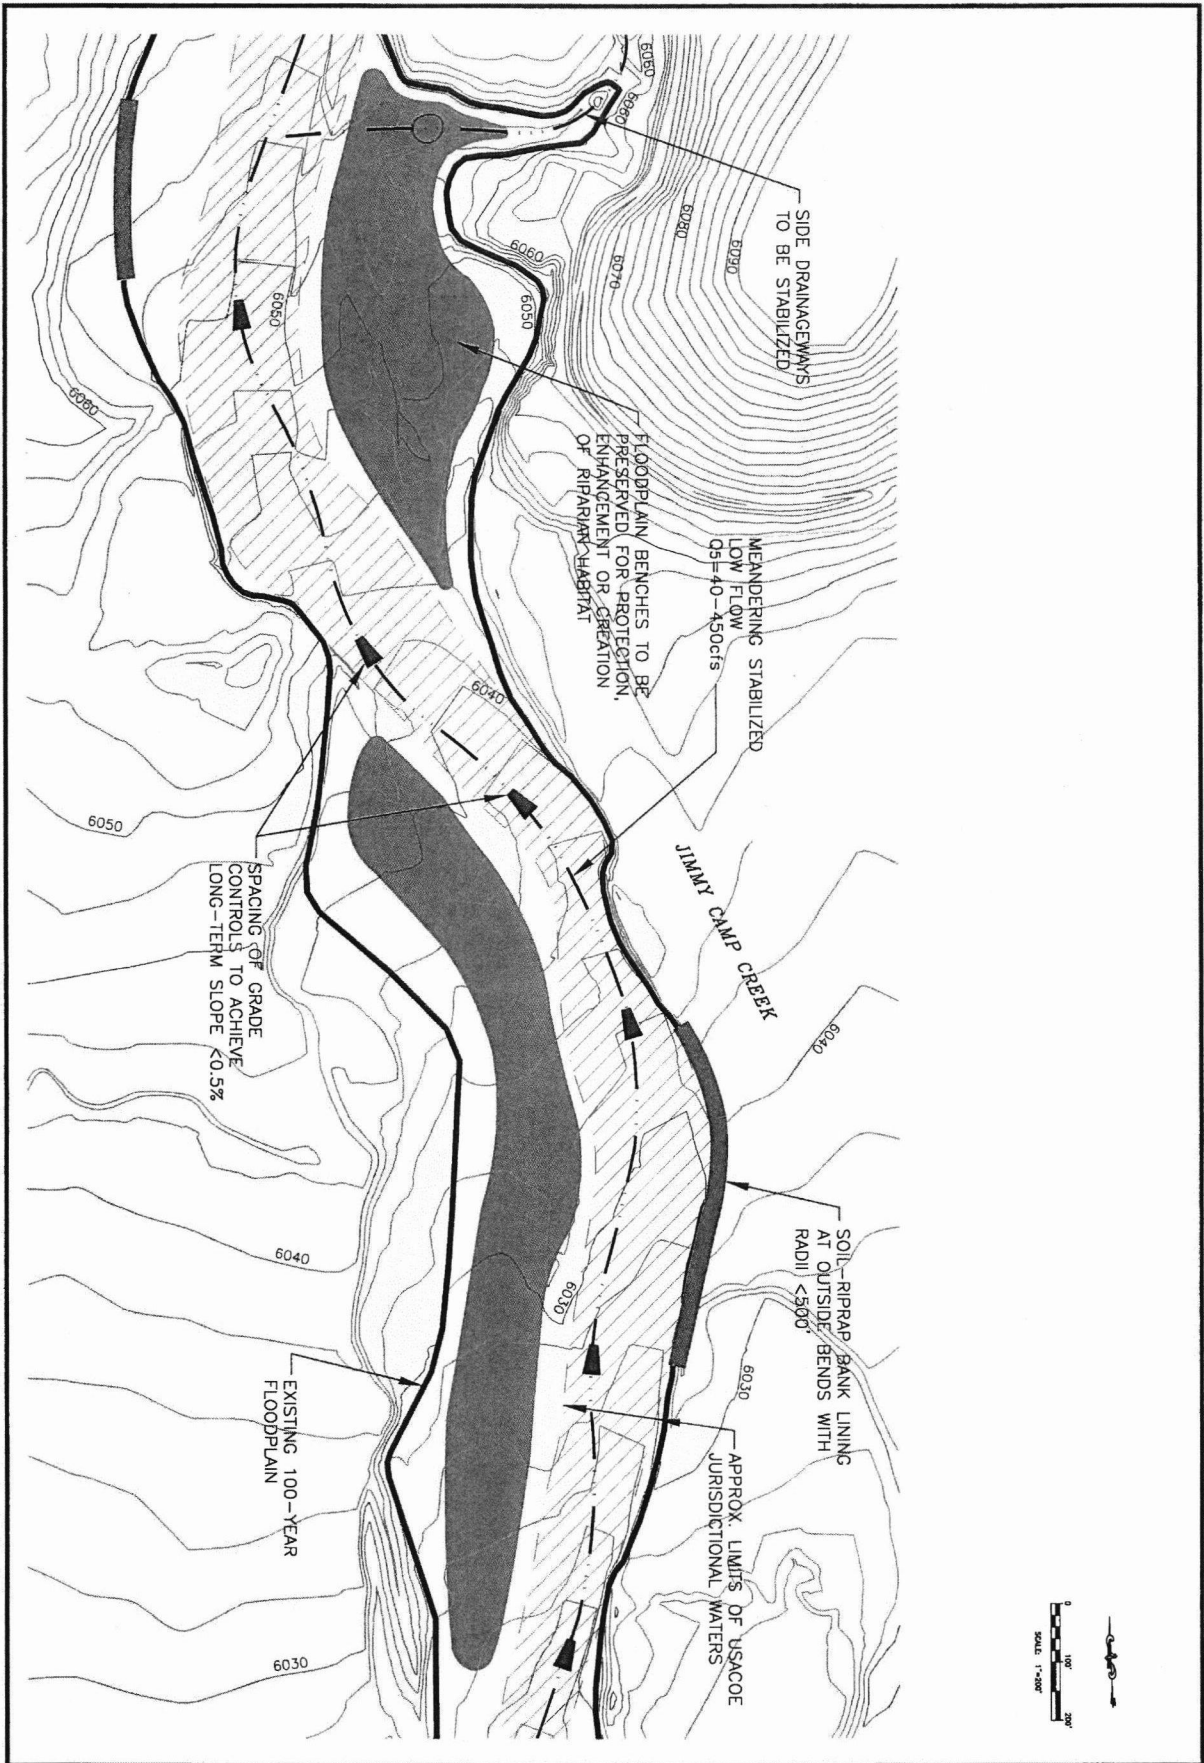 SIDE DRAINAGEWAYS
TO BE STABILIZED
FLOODPLAIN BENCHES TO BE
PRESERVED FOR PROTECTION,
ENHANCEMENT OR CREATION
OF RIPARIAN HABITAT
MEANDERING STABILIZED
LOW FLOW
Q5=40-450cfs
JIMMY CAMP CREEK
SOIL-RIPRAP BANK LINING
AT OUTSIDE BENDS WITH
RADII <500'
APPROX. LIMITS OF USACOE
JURISDICTIONAL WATERS
SPACING OF GRADE
CONTROLS TO ACHIEVE
LONG-TERM SLOPE <0.5%
EXISTING 100-YEAR
FLOODPLAIN
6060
6060
6080
6090
6070
6060
6050
6050
6060
6040
6050
6040
6040
6030
6030
6030
0 100' 200'
SCALE: 1"=200'